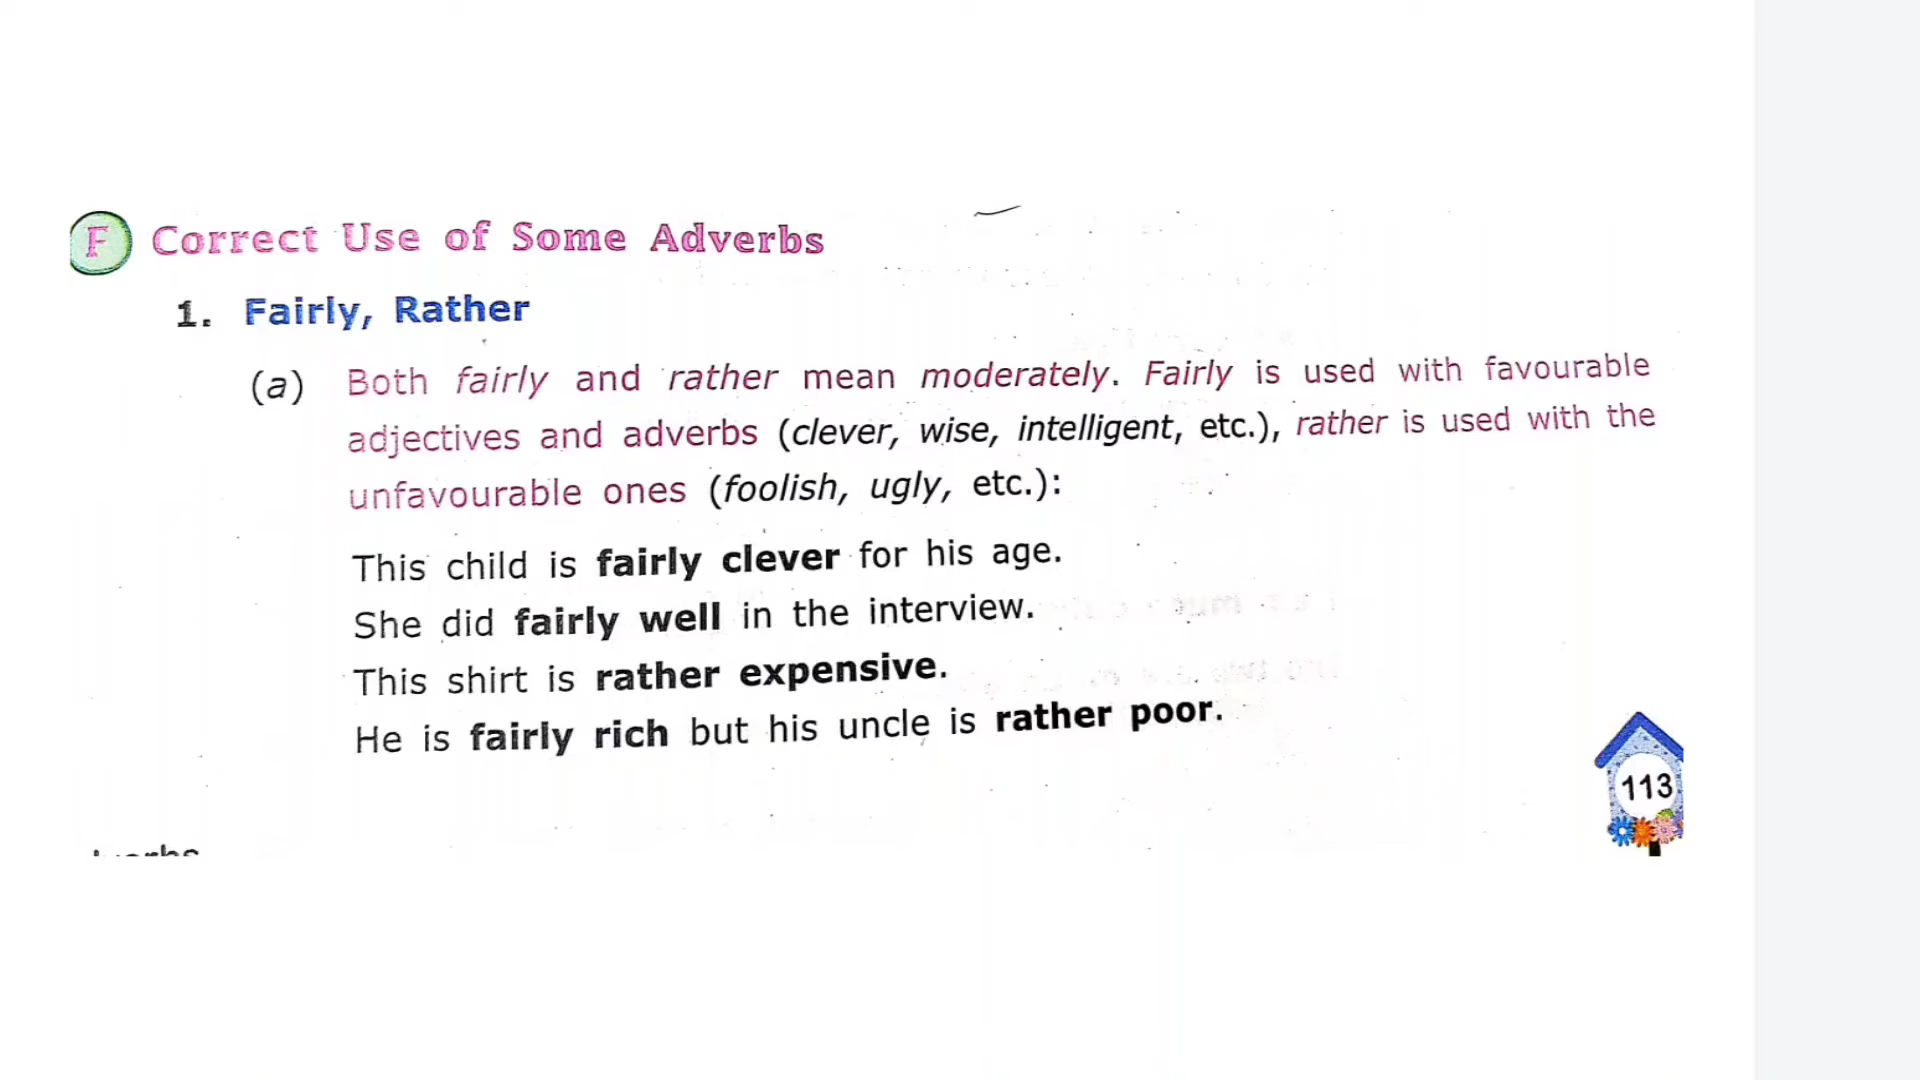 F Correct Use of Some Adverbs
1. Fairly, Rather
(a) Both fairly and rather mean moderately. Fairly is used with favourable
adjectives and adverbs (clever, wise, intelligent, etc.), rather is used with the
unfavourable ones (foolish, ugly, etc.):
This child is fairly clever for his age.
She did fairly well in the interview.
This shirt is rather expensive.
He is fairly rich but his uncle is rather poor.
113